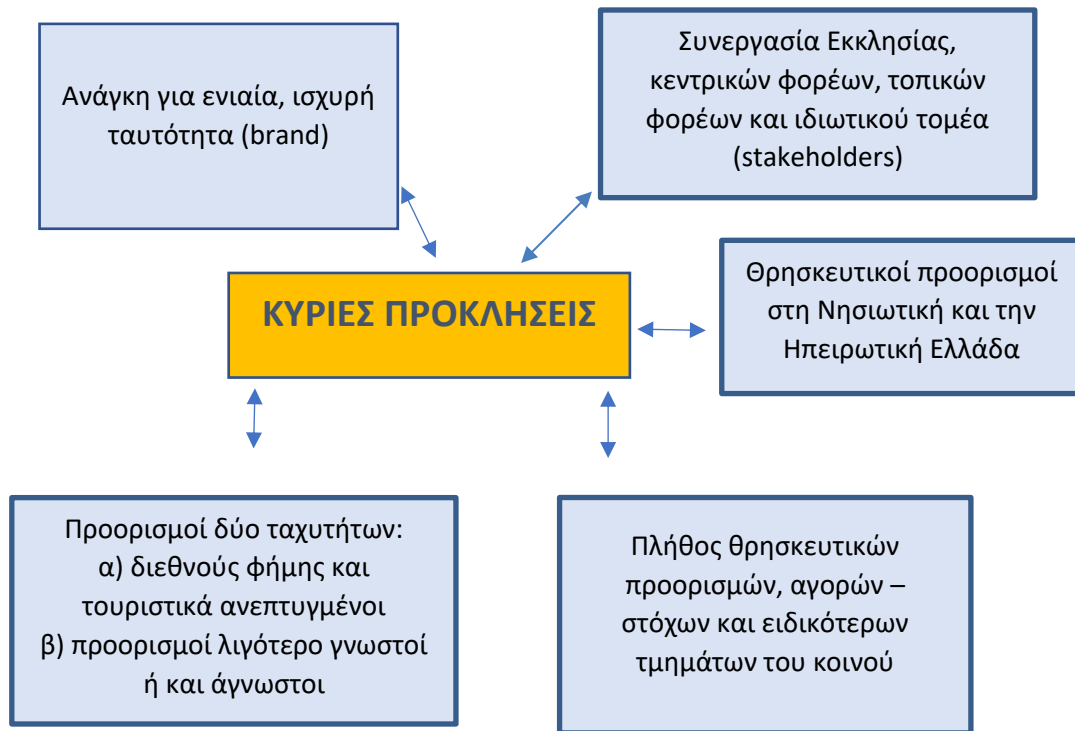 Ανάγκη για ενιαία, ισχυρή
ταυτότητα (brand)
Συνεργασία Εκκλησίας,
κεντρικών φορέων, τοπικών
φορέων και ιδιωτικού τομέα
(stakeholders)
ΚΥΡΙΕΣ ΠΡΟΚΛΗΣΕΙΣ
Θρησκευτικοί προορισμοί
στη Νησιωτική και την
Ηπειρωτική Ελλάδα
Προορισμοί δύο ταχυτήτων:
α) διεθνούς φήμης και
τουριστικά ανεπτυγμένοι
β) προορισμοί λιγότερο γνωστοί
ή και άγνωστοι
Πλήθος θρησκευτικών
προορισμών, αγορών –
στόχων και ειδικότερων
τμημάτων του κοινού